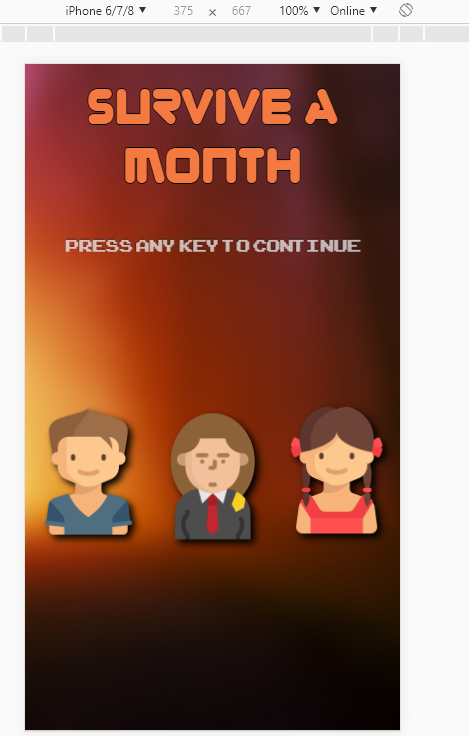 iPhone 6/7/8 ▼ 375 × 667 100% ▼ Online ▼
SURVIVE A
MONTH
PRESS ANY KEY TO CONTINUE